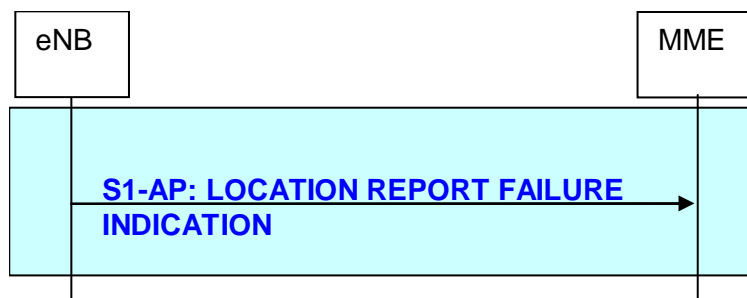 eNB
MME
S1-AP: LOCATION REPORT FAILURE
INDICATION